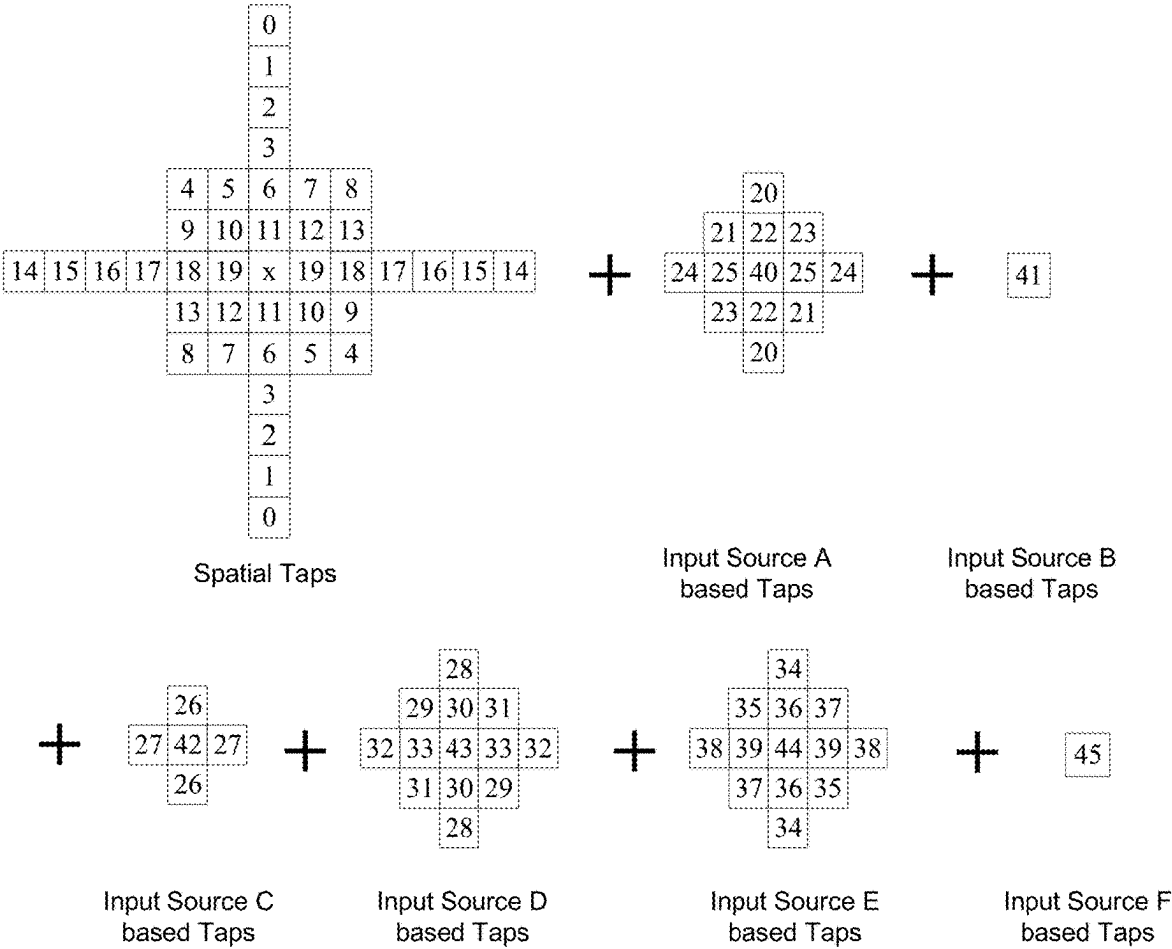 0
1
2
3
4 5 6 7 8
9 10 11 12 13
14 15 16 17 18 19 x 19 18 17 16 15 14
13 12 11 10 9
8 7 6 5 4
3
2
1
0
Spatial Taps
+
20
21 22 23
24 25 40 25 24
23 22 21
20
Input Source A
based Taps
+
41
Input Source B
based Taps
+
26
27 42 27
26
Input Source C
based Taps
+
28
29 30 31
32 33 43 33 32
31 30 29
28
Input Source D
based Taps
+
34
35 36 37
38 39 44 39 38
37 36 35
34
Input Source E
based Taps
+
45
Input Source F
based Taps